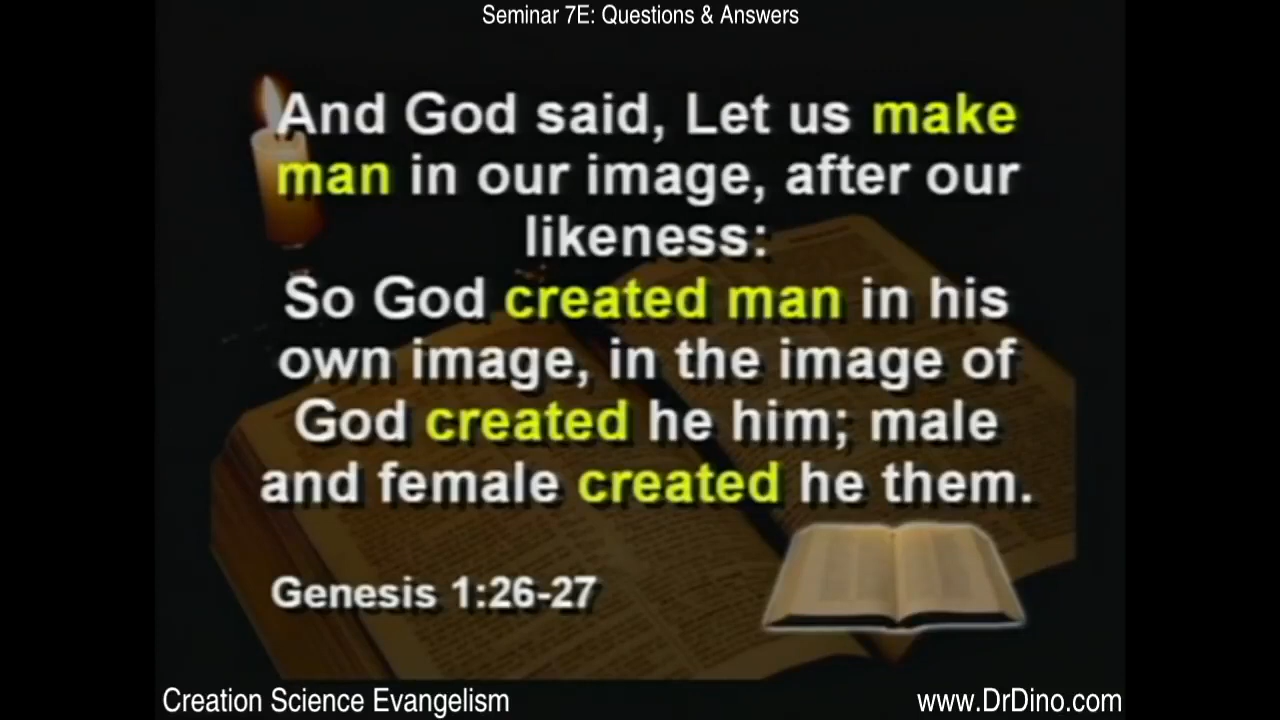 Seminar 7E: Questions & Answers
And God said, Let us make
man in our image, after our
likeness:
So God created man in his
own image, in the image of
God created he him; male
and female created he them.
Genesis 1:26-27
Creation Science Evangelism
www.DrDino.com